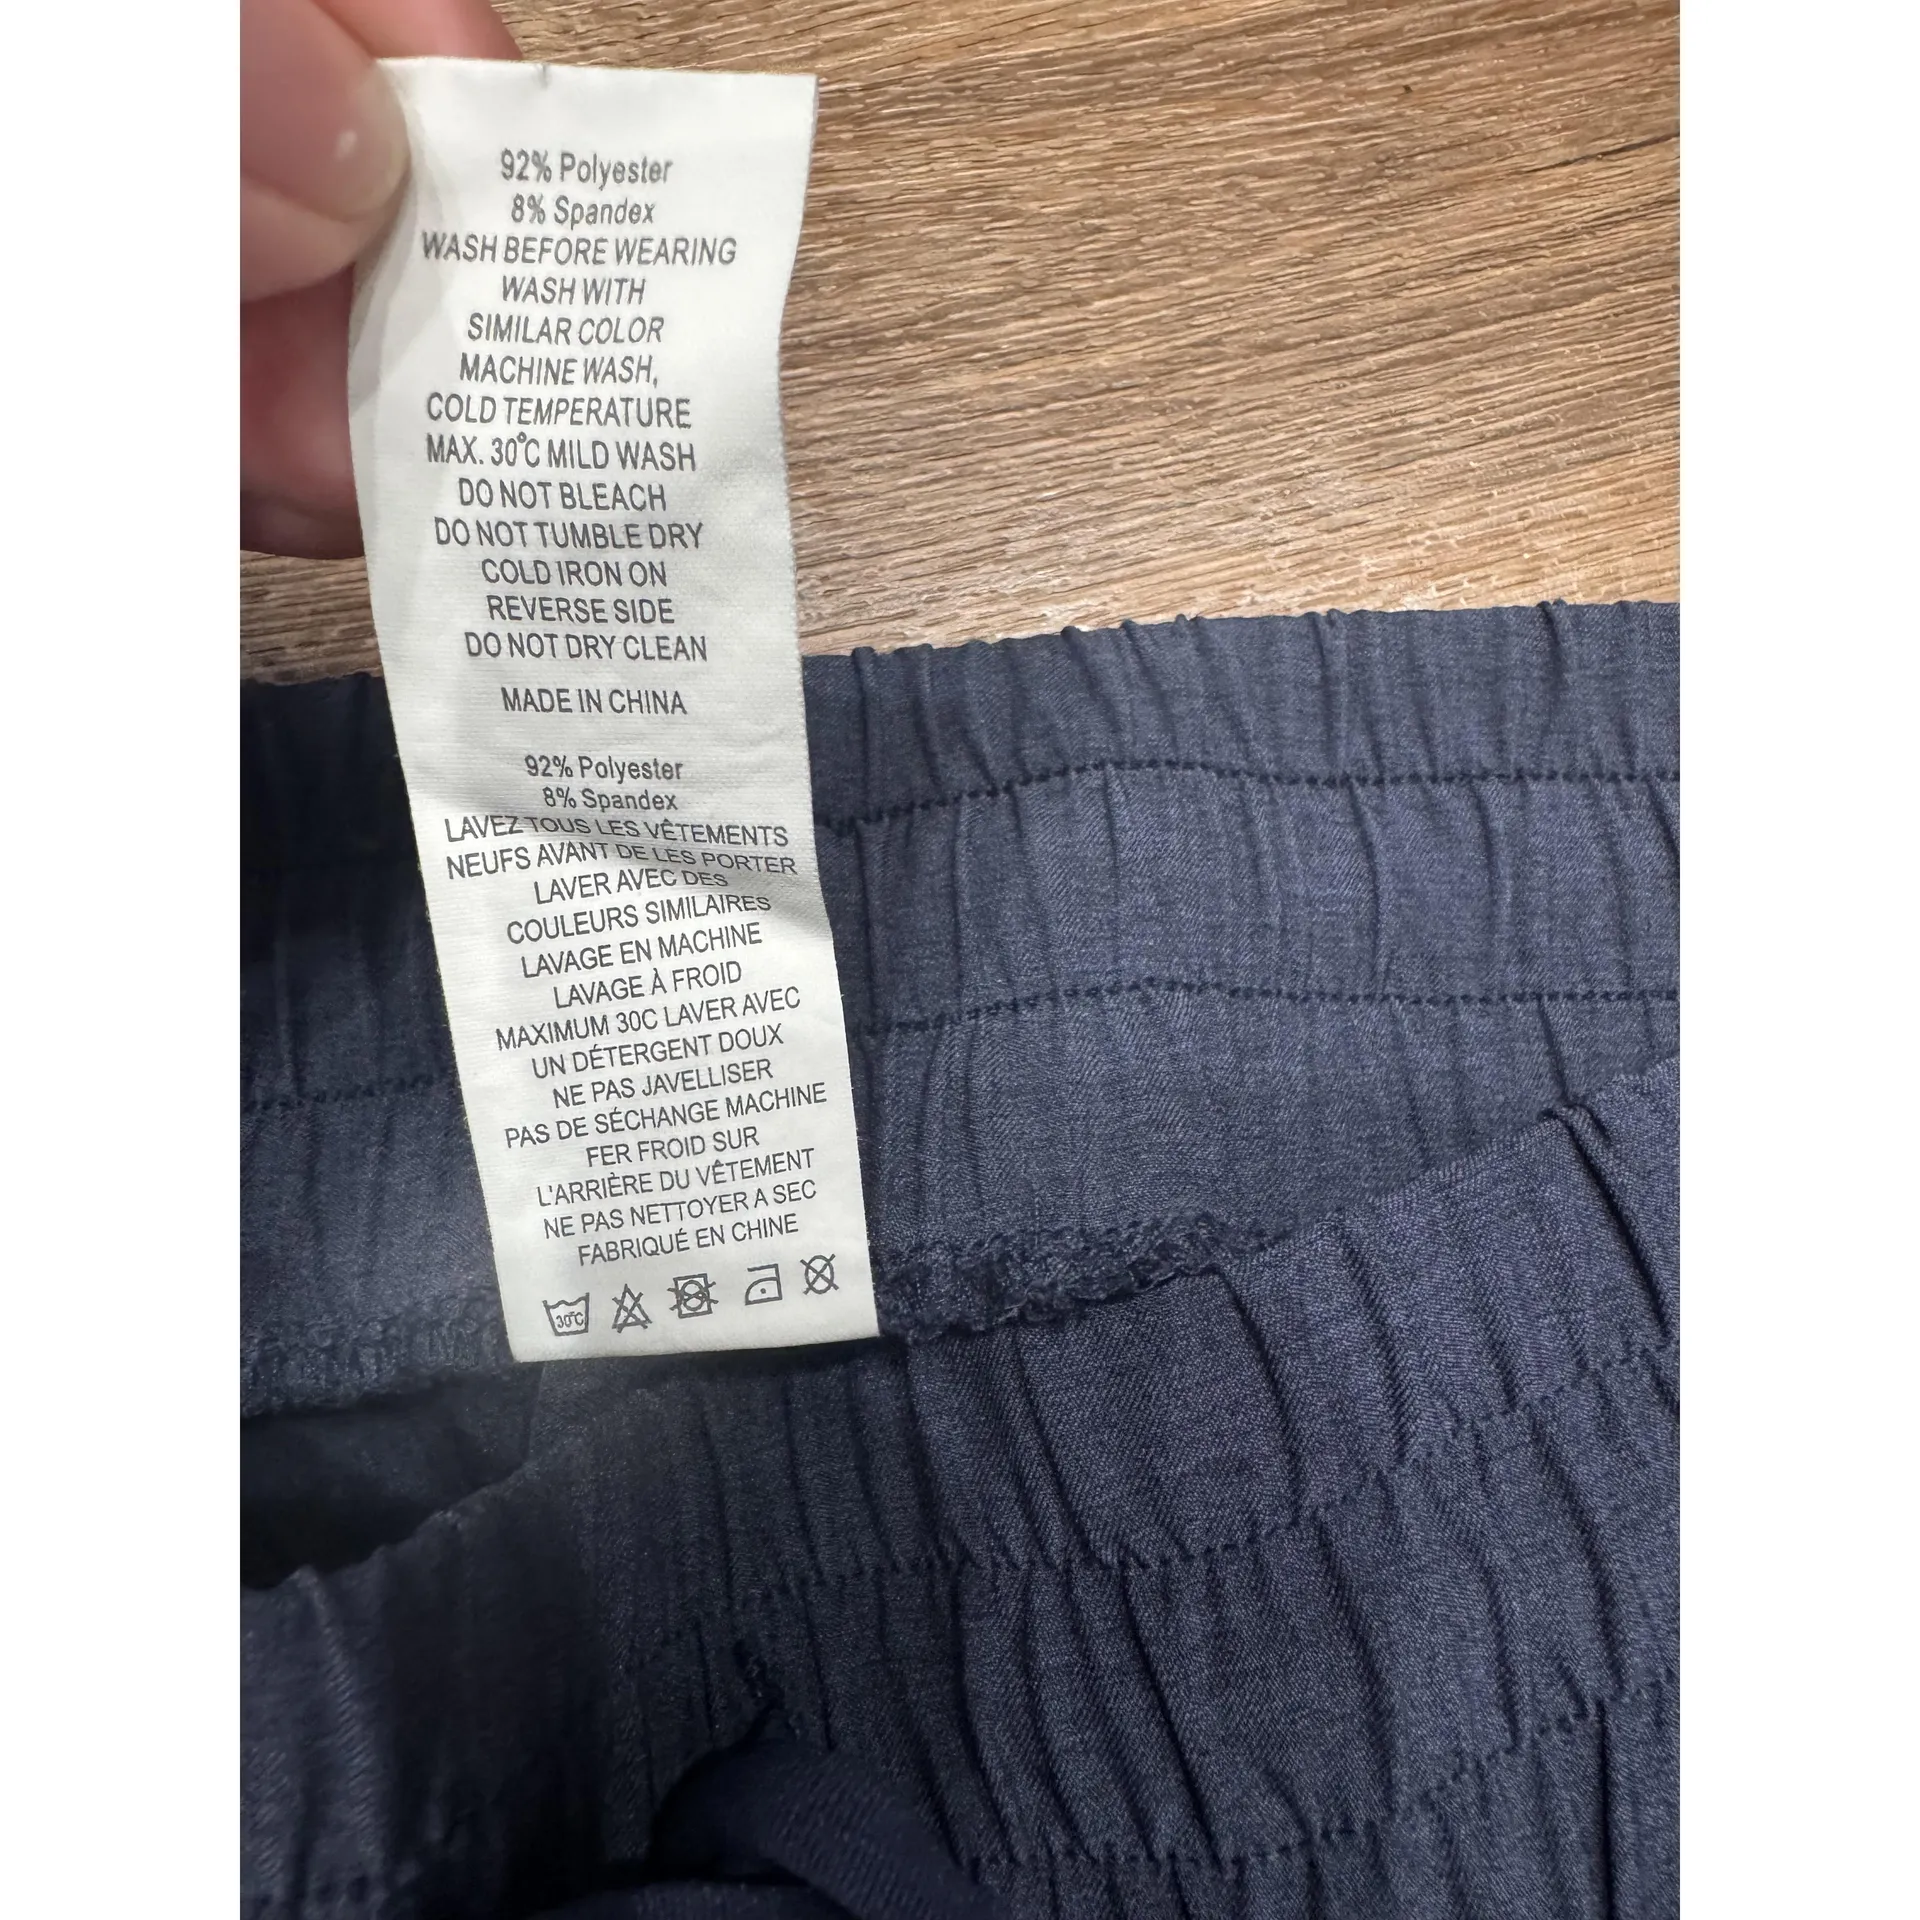 92% Polyester
8% Spandex
WASH BEFORE WEARING
WASH WITH
SIMILAR COLOR
MACHINE WASH,
COLD TEMPERATURE
MAX. 30°C MILD WASH
DO NOT BLEACH
DO NOT TUMBLE DRY
COLD IRON ON
REVERSE SIDE
DO NOT DRY CLEAN
MADE IN CHINA
92% Polyester
8% Spandex
LAVEZ TOUS LES VÊTEMENTS
NEUFS AVANT DE LES PORTER
LAVER AVEC DES
COULEURS SIMILAIRES
LAVAGE EN MACHINE
LAVAGE À FROID
MAXIMUM 30C LAVER AVEC
UN DÉTERGENT DOUX
NE PAS JAVELLISER
PAS DE SÉCHANGE MACHINE
FER FROID SUR
L'ARRIÈRE DU VÊTEMENT
NE PAS NETTOYER A SEC
FABRIQUÉ EN CHINE
30°C